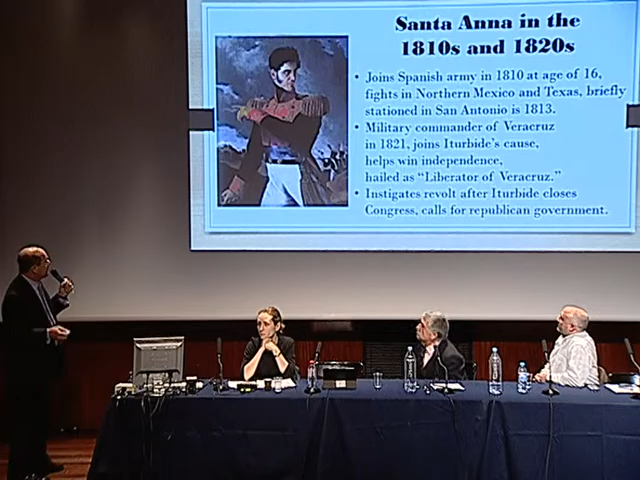 Santa Anna in the
1810s and 1820s
• Joins Spanish army in 1810 at age of 16,
fights in Northern Mexico and Texas, briefly
stationed in San Antonio is 1813.
• Military commander of Veracruz
in 1821, joins Iturbide's cause,
helps win independence,
hailed as "Liberator of Veracruz."
• Instigates revolt after Iturbide closes
Congress, calls for republican government.